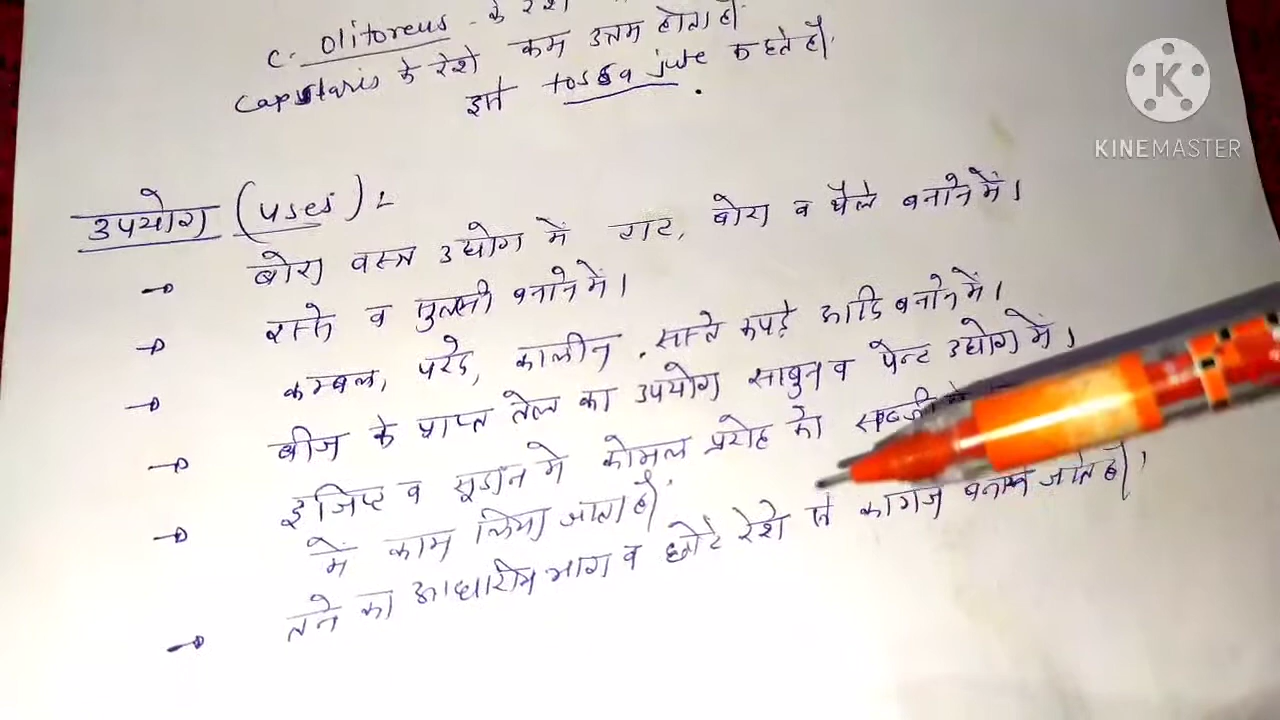 C. Olitoreus - के रेशे
Capstaris के रेशे कम उत्तम होता है।
इसे tossa jute कहते हैं।
उपयोग (uses) :-
→ बोरा वस्त्र उद्योग में टाट, बोरा व थैले बनाने में।
→ रस्से व सुतली बनाने में।
→ कम्बल, परदे, कालीन, सस्ते कपड़े आदि बनाने में।
→ बीज के प्राप्त तेल का उपयोग साबुन व पेन्ट उद्योग में।
→ इजिप्ट व सूडान में कोमल प्ररोह को सब्जी
में काम लिया जाता है।
→ तने का आधारीय भाग व छोटे रेशे से कागज बनाये जाते है।
KINEMASTER